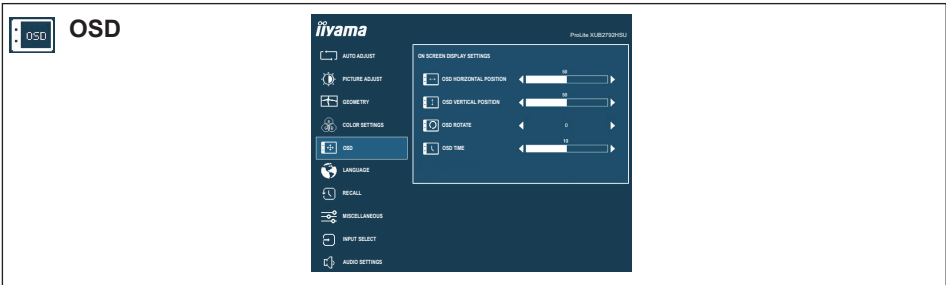 OSD
OSD
iiyama
ProLite XUB2792HSU
AUTO ADJUST
PICTURE ADJUST
GEOMETRY
COLOR SETTINGS
OSD
LANGUAGE
RECALL
MISCELLANEOUS
INPUT SELECT
AUDIO SETTINGS
ON SCREEN DISPLAY SETTINGS
OSD HORIZONTAL POSITION
50
OSD VERTICAL POSITION
50
OSD ROTATE
0
OSD TIME
10